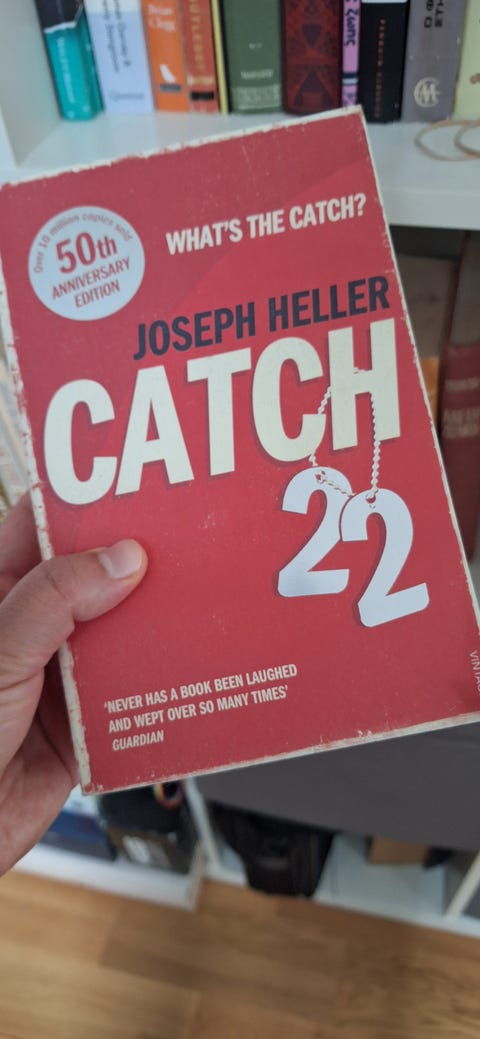 Over 10 million copies sold
50th
ANNIVERSARY
EDITION
WHAT'S THE CATCH?
JOSEPH HELLER
CATCH
22
'NEVER HAS A BOOK BEEN LAUGHED
AND WEPT OVER SO MANY TIMES'
GUARDIAN